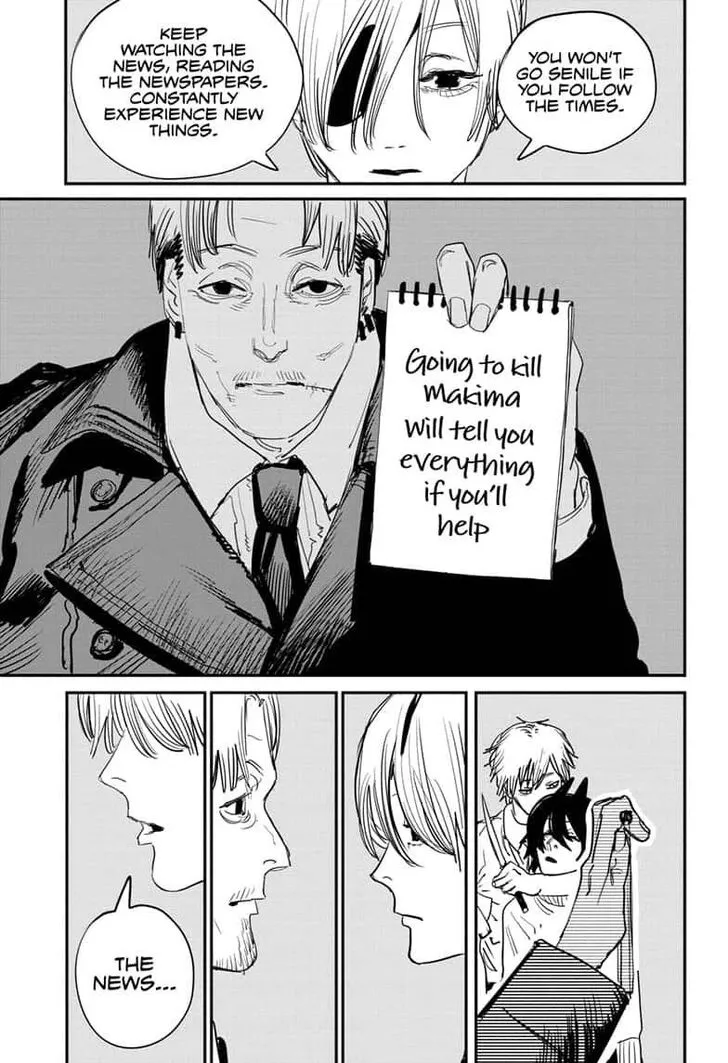 YOU WON'T
GO SENILE IF
YOU FOLLOW
THE TIMES.
KEEP
WATCHING THE
NEWS, READING
THE NEWSPAPERS.
CONSTANTLY
EXPERIENCE NEW
THINGS.
Going to kill
Makima
Will tell you
everything
if you'll
help
THE
NEWS...